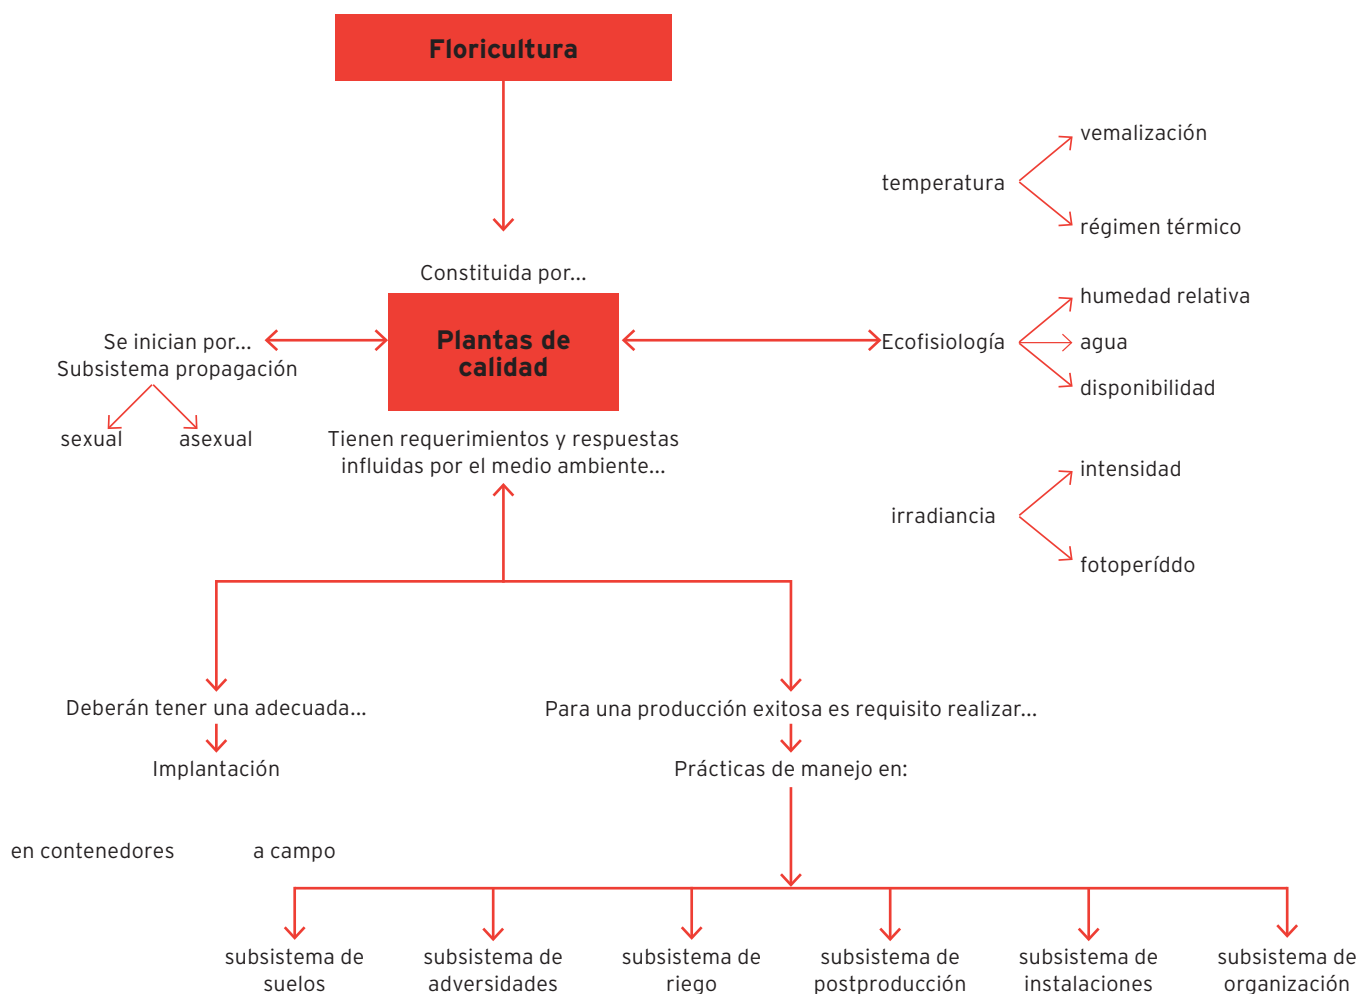 Floricultura
Constituida por...
Plantas de
calidad
Se inician por...
Subsistema propagación
sexual
asexual
Tienen requerimientos y respuestas
influidas por el medio ambiente...
temperatura
vemalización
régimen térmico
Ecofisiología
humedad relativa
agua
disponibilidad
irradiancia
intensidad
fotoperíddo
Deberán tener una adecuada...
Implantación
en contenedores
a campo
Para una producción exitosa es requisito realizar...
Prácticas de manejo en:
subsistema de
suelos
subsistema de
adversidades
subsistema de
riego
subsistema de
postproducción
subsistema de
instalaciones
subsistema de
organización